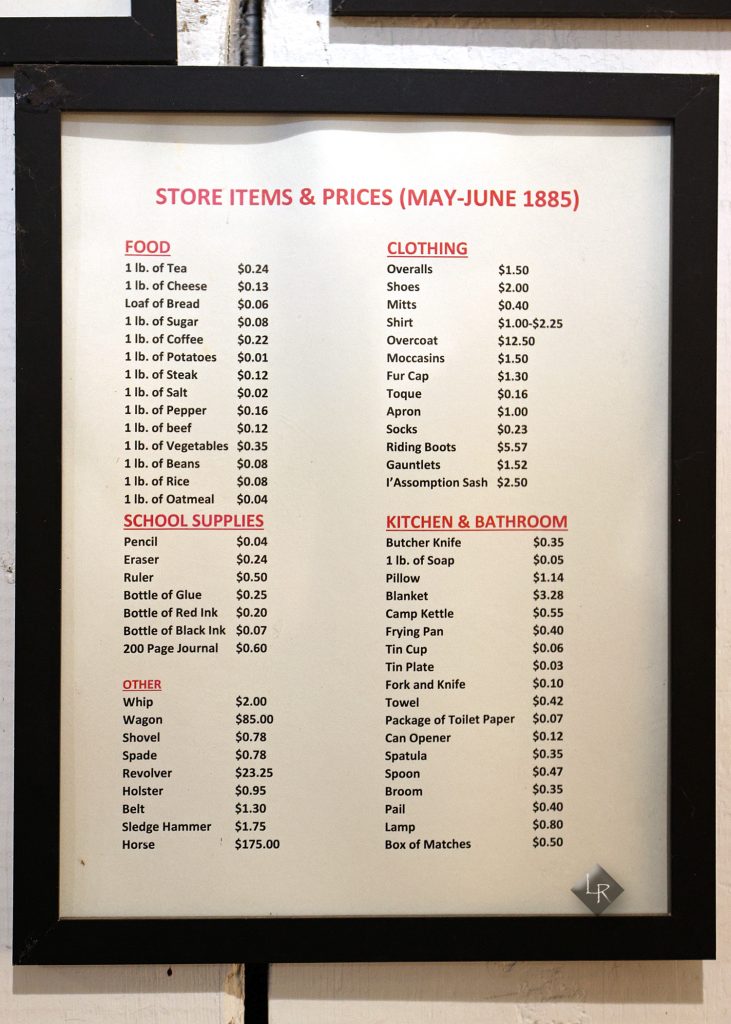 STORE ITEMS & PRICES (MAY-JUNE 1885)
FOOD
1 lb. of Tea $0.24
1 lb. of Cheese $0.13
Loaf of Bread $0.06
1 lb. of Sugar $0.08
1 lb. of Coffee $0.22
1 lb. of Potatoes $0.01
1 lb. of Steak $0.12
1 lb. of Salt $0.02
1 lb. of Pepper $0.16
1 lb. of beef $0.12
1 lb. of Vegetables $0.35
1 lb. of Beans $0.08
1 lb. of Rice $0.08
1 lb. of Oatmeal $0.04
SCHOOL SUPPLIES
Pencil $0.04
Eraser $0.24
Ruler $0.50
Bottle of Glue $0.25
Bottle of Red Ink $0.20
Bottle of Black Ink $0.07
200 Page Journal $0.60
OTHER
Whip $2.00
Wagon $85.00
Shovel $0.78
Spade $0.78
Revolver $23.25
Holster $0.95
Belt $1.30
Sledge Hammer $1.75
Horse $175.00
CLOTHING
Overalls $1.50
Shoes $2.00
Mitts $0.40
Shirt $1.00-$2.25
Overcoat $12.50
Moccasins $1.50
Fur Cap $1.30
Toque $0.16
Apron $1.00
Socks $0.23
Riding Boots $5.57
Gauntlets $1.52
l'Assomption Sash $2.50
KITCHEN & BATHROOM
Butcher Knife $0.35
1 lb. of Soap $0.05
Pillow $1.14
Blanket $3.28
Camp Kettle $0.55
Frying Pan $0.40
Tin Cup $0.06
Tin Plate $0.03
Fork and Knife $0.10
Towel $0.42
Package of Toilet Paper $0.07
Can Opener $0.12
Spatula $0.35
Spoon $0.47
Broom $0.35
Pail $0.40
Lamp $0.80
Box of Matches $0.50
LR